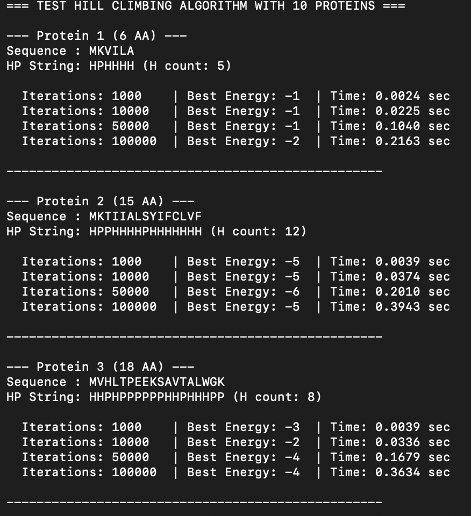 === TEST HILL CLIMBING ALGORITHM WITH 10 PROTEINS ===
--- Protein 1 (6 AA) ---
Sequence : MKVILA
HP String: HPHHHH (H count: 5)
Iterations: 1000    | Best Energy: -1  | Time: 0.0024 sec
Iterations: 10000   | Best Energy: -1  | Time: 0.0225 sec
Iterations: 50000   | Best Energy: -1  | Time: 0.1040 sec
Iterations: 100000  | Best Energy: -2  | Time: 0.2163 sec
--------------------------------------------------
--- Protein 2 (15 AA) ---
Sequence : MKTIIALSYIFCLVF
HP String: HPPHHHHPHHHHHHH (H count: 12)
Iterations: 1000    | Best Energy: -5  | Time: 0.0039 sec
Iterations: 10000   | Best Energy: -5  | Time: 0.0374 sec
Iterations: 50000   | Best Energy: -6  | Time: 0.2010 sec
Iterations: 100000  | Best Energy: -5  | Time: 0.3943 sec
--------------------------------------------------
--- Protein 3 (18 AA) ---
Sequence : MVHLTPEEKSAVTALWGK
HP String: HHPHPPPPPPHHPHHHPP (H count: 8)
Iterations: 1000    | Best Energy: -3  | Time: 0.0039 sec
Iterations: 10000   | Best Energy: -2  | Time: 0.0336 sec
Iterations: 50000   | Best Energy: -4  | Time: 0.1679 sec
Iterations: 100000  | Best Energy: -4  | Time: 0.3634 sec
--------------------------------------------------